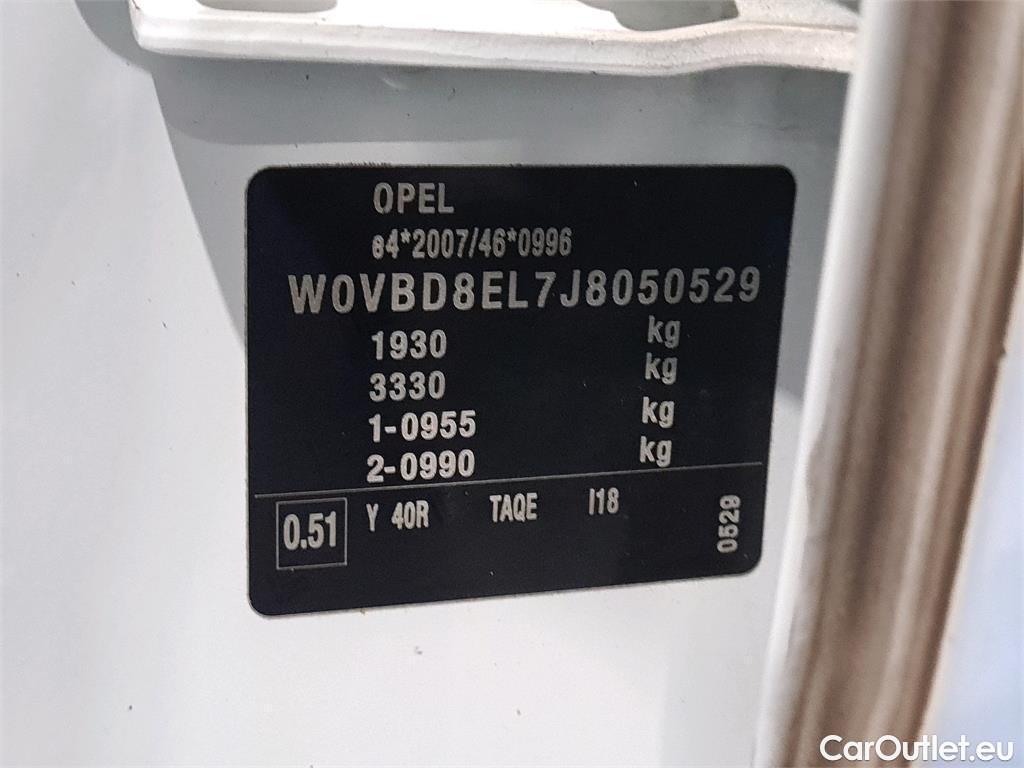 OPEL
e4*2007/46*0996
W0VBD8EL7J8050529
1930 kg
3330 kg
1-0955 kg
2-0990 kg
0.51 Y 40R TAQE I18 0529
CarOutlet.eu